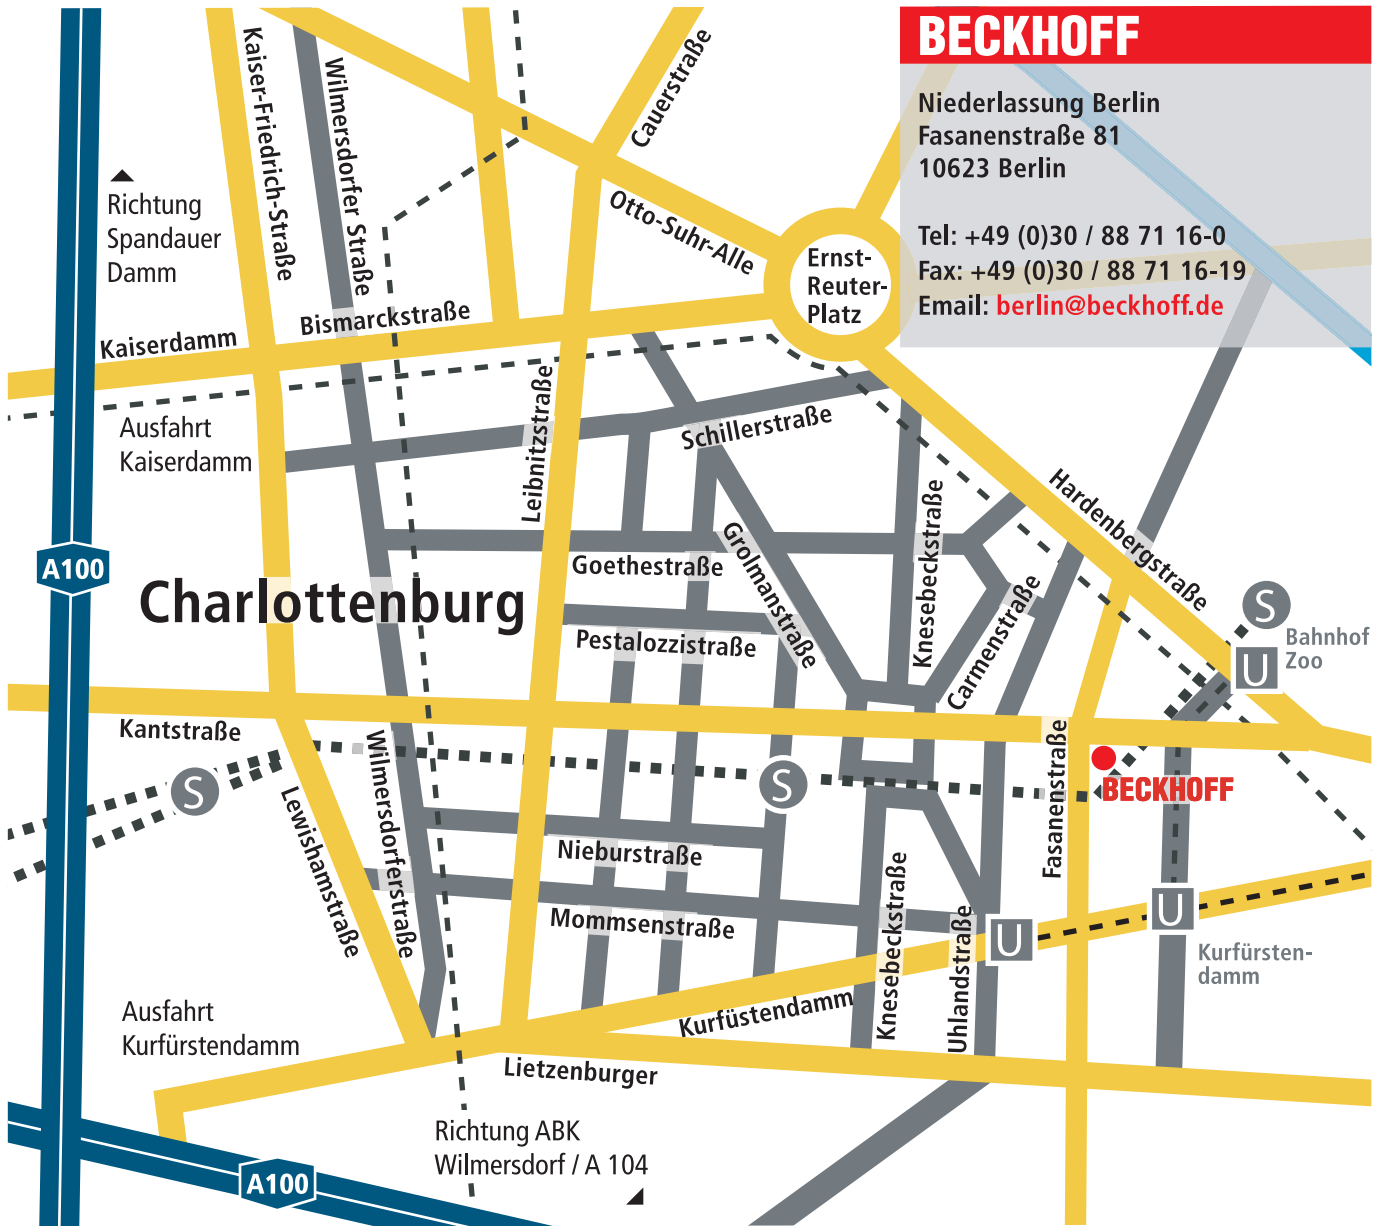 BECKHOFF
Niederlassung Berlin
Fasanenstraße 81
10623 Berlin
Tel: +49 (0)30 / 88 71 16-0
Fax: +49 (0)30 / 88 71 16-19
Email: berlin@beckhoff.de
Kaiser-Friedrich-Straße
Wilmersdorfer Straße
Cauerstraße
Otto-Suhr-Alle
Ernst-
Reuter-
Platz
Richtung
Spandauer
Damm
Kaiserdamm
Bismarckstraße
Ausfahrt
Kaiserdamm
Leibnitzstraße
Schillerstraße
Hardenbergstraße
Knesebeckstraße
Grolmanstraße
Goethestraße
A100
Charlottenburg
Pestalozzistraße
Carmenstraße
S
Bahnhof
Zoo
U
Kantstraße
S
Wilmersdorferstraße
Lewishamstraße
S
Fasanenstraße
BECKHOFF
Nieburstraße
Mommsenstraße
Knesebeckstraße
Uhlandstraße
U
U
Kurfürsten-
damm
Ausfahrt
Kurfürstendamm
Kurfüstendamm
Lietzenburger
Richtung ABK
Wilmersdorf / A 104
A100